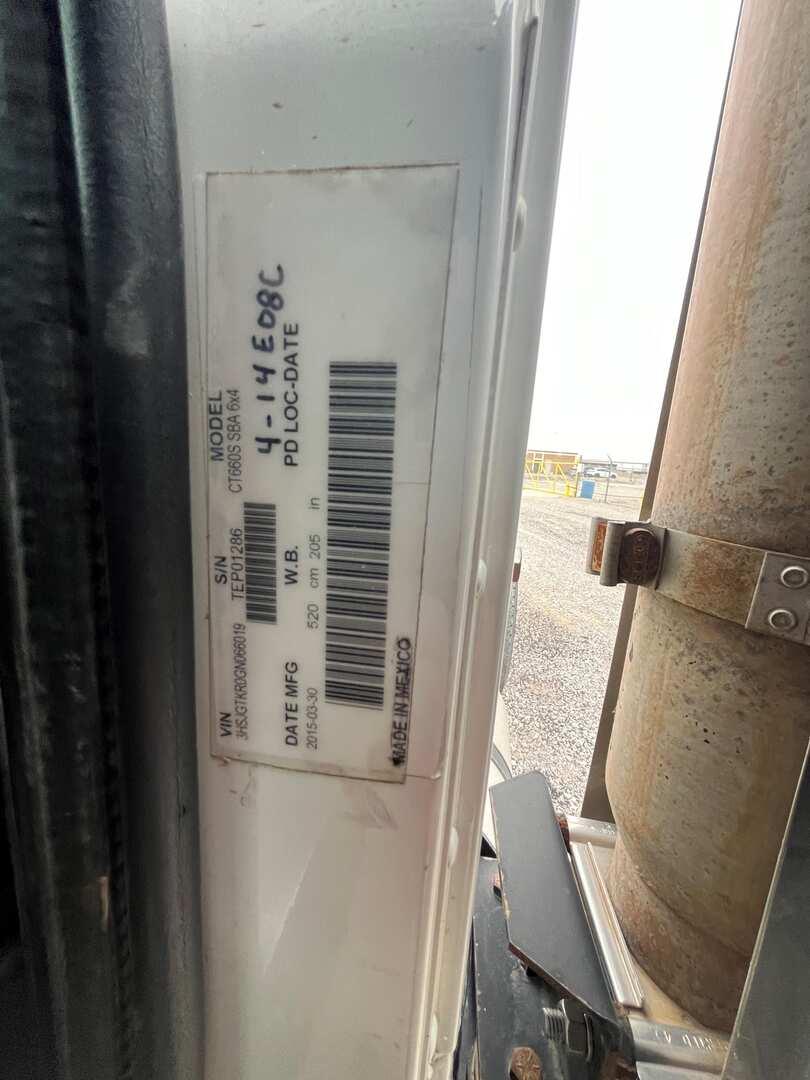 VIN S/N MODEL
3HSJGTKR0GN066019 TEP01286 CT660S SBA 6x4
4-14E08C
DATE MFG W.B. PD LOC-DATE
2015-03-30 520 cm 205 in
MADE IN MEXICO